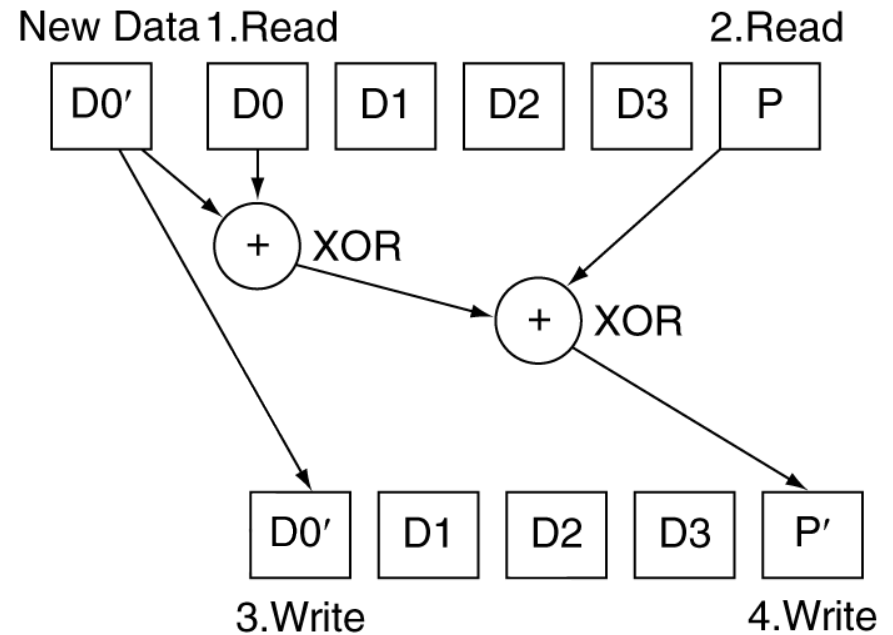 New Data 1.Read 2.Read
D0′ D0 D1 D2 D3 P
+ XOR
+ XOR
D0′ D1 D2 D3 P′
3.Write 4.Write